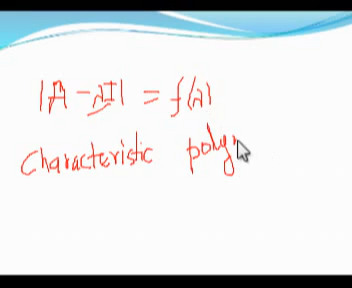 |A - λI| = f(λ)
Characteristic poly